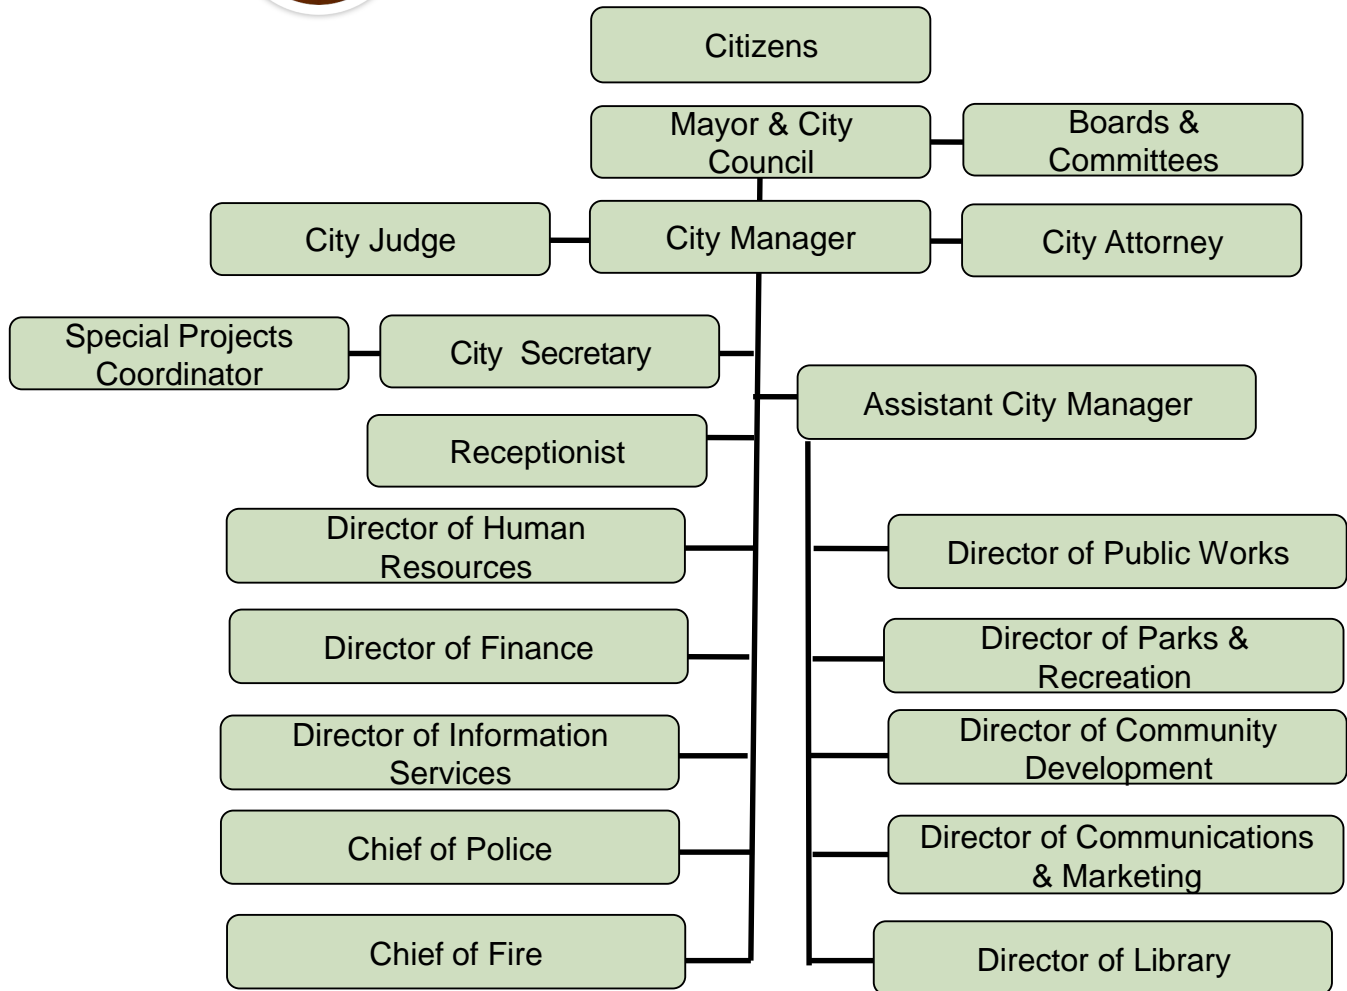 Citizens
Mayor & City
Council
Boards &
Committees
City Judge
City Manager
City Attorney
Special Projects
Coordinator
City Secretary
Assistant City Manager
Receptionist
Director of Human
Resources
Director of Public Works
Director of Finance
Director of Parks &
Recreation
Director of Information
Services
Director of Community
Development
Chief of Police
Director of Communications
& Marketing
Chief of Fire
Director of Library